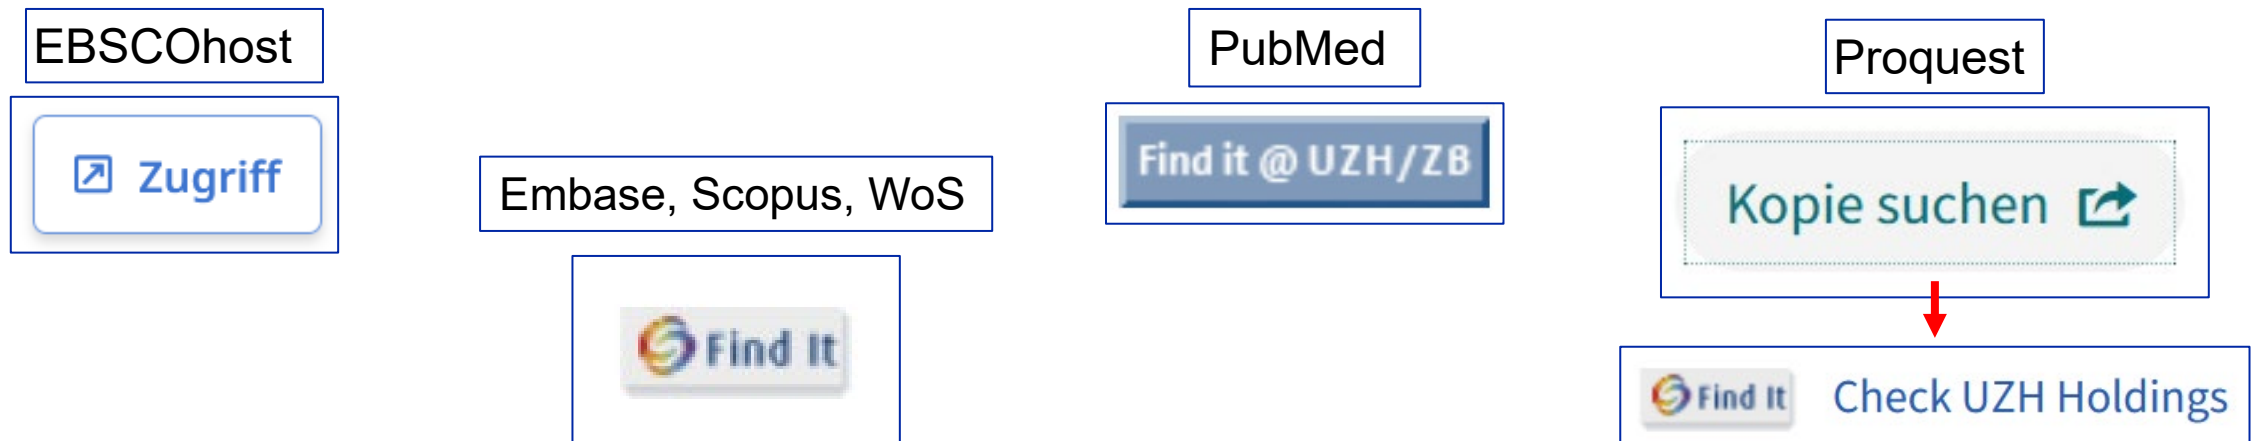 EBSCOhost
Zugriff
Embase, Scopus, WoS
Find It
PubMed
Find it @ UZH/ZB
Proquest
Kopie suchen
Find It Check UZH Holdings